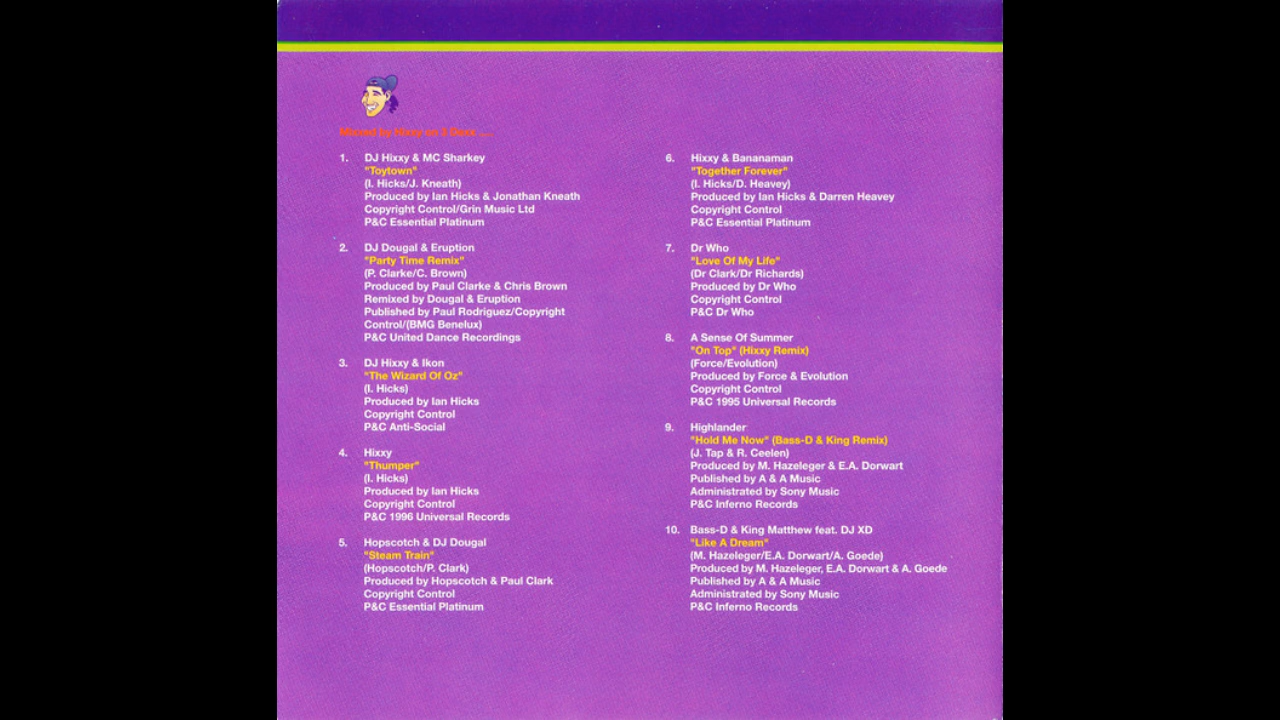 Mixxed by Hixxy on 3 Dexx .....
1. DJ Hixxy & MC Sharkey
"Toytown"
(I. Hicks/J. Kneath)
Produced by Ian Hicks & Jonathan Kneath
Copyright Control/Grin Music Ltd
P&C Essential Platinum
2. DJ Dougal & Eruption
"Party Time Remix"
(P. Clarke/C. Brown)
Produced by Paul Clarke & Chris Brown
Remixed by Dougal & Eruption
Published by Paul Rodriguez/Copyright
Control/(BMG Benelux)
P&C United Dance Recordings
3. DJ Hixxy & Ikon
"The Wizard Of Oz"
(I. Hicks)
Produced by Ian Hicks
Copyright Control
P&C Anti-Social
4. Hixxy
"Thumper"
(I. Hicks)
Produced by Ian Hicks
Copyright Control
P&C 1996 Universal Records
5. Hopscotch & DJ Dougal
"Steam Train"
(Hopscotch/P. Clark)
Produced by Hopscotch & Paul Clark
Copyright Control
P&C Essential Platinum
6. Hixxy & Bananaman
"Together Forever"
(I. Hicks/D. Heavey)
Produced by Ian Hicks & Darren Heavey
Copyright Control
P&C Essential Platinum
7. Dr Who
"Love Of My Life"
(Dr Clark/Dr Richards)
Produced by Dr Who
Copyright Control
P&C Dr Who
8. A Sense Of Summer
"On Top" (Hixxy Remix)
(Force/Evolution)
Produced by Force & Evolution
Copyright Control
P&C 1995 Universal Records
9. Highlander
"Hold Me Now" (Bass-D & King Remix)
(J. Tap & R. Ceelen)
Produced by M. Hazeleger & E.A. Dorwart
Published by A & A Music
Administrated by Sony Music
P&C Inferno Records
10. Bass-D & King Matthew feat. DJ XD
"Like A Dream"
(M. Hazeleger/E.A. Dorwart/A. Goede)
Produced by M. Hazeleger, E.A. Dorwart & A. Goede
Published by A & A Music
Administrated by Sony Music
P&C Inferno Records